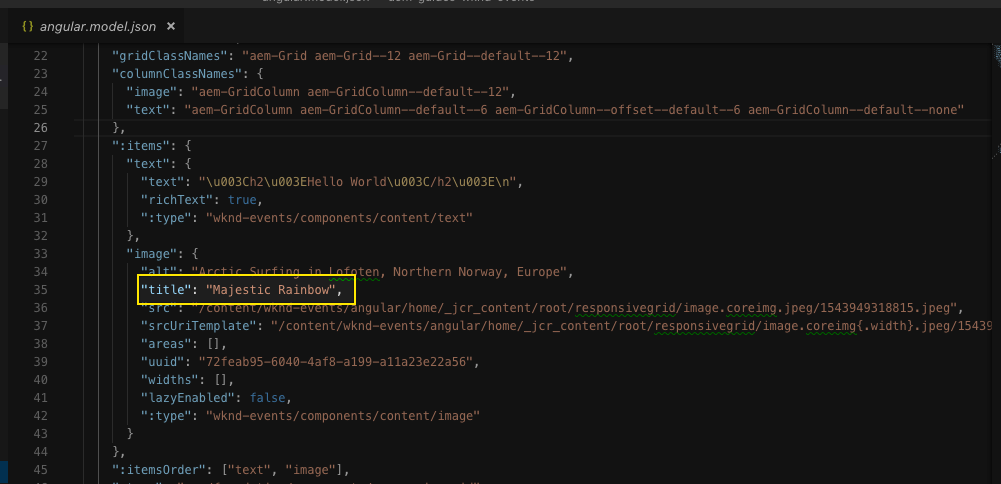 {} angular.model.json ×
22 "gridClassNames": "aem-Grid aem-Grid--12 aem-Grid--default--12",
23 "columnClassNames": {
24 "image": "aem-GridColumn aem-GridColumn--default--12",
25 "text": "aem-GridColumn aem-GridColumn--default--6 aem-GridColumn--offset--default--6 aem-GridColumn--default--none"
26 },
27 ":items": {
28 "text": {
29 "text": "\u003Ch2\u003EHello World\u003C/h2\u003E\n",
30 "richText": true,
31 ":type": "wknd-events/components/content/text"
32 },
33 "image": {
34 "alt": "Arctic Surfing in Lofoten, Northern Norway, Europe",
35 "title": "Majestic Rainbow",
36 "src": "/content/wknd-events/angular/home/_jcr_content/root/responsivegrid/image.coreimg.jpeg/1543949318815.jpeg",
37 "srcUriTemplate": "/content/wknd-events/angular/home/_jcr_content/root/responsivegrid/image.coreimg{.width}.jpeg/15439
38 "areas": [],
39 "uuid": "72feab95-6040-4af8-a199-a11a23e22a56",
40 "widths": [],
41 "lazyEnabled": false,
42 ":type": "wknd-events/components/content/image"
43 }
44 },
45 ":itemsOrder": ["text", "image"],